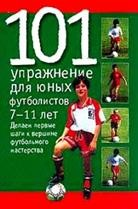 101
упражнение
для юных
футболистов
7–11 лет
Делаем первые
шаги к вершине
футбольного
мастерства